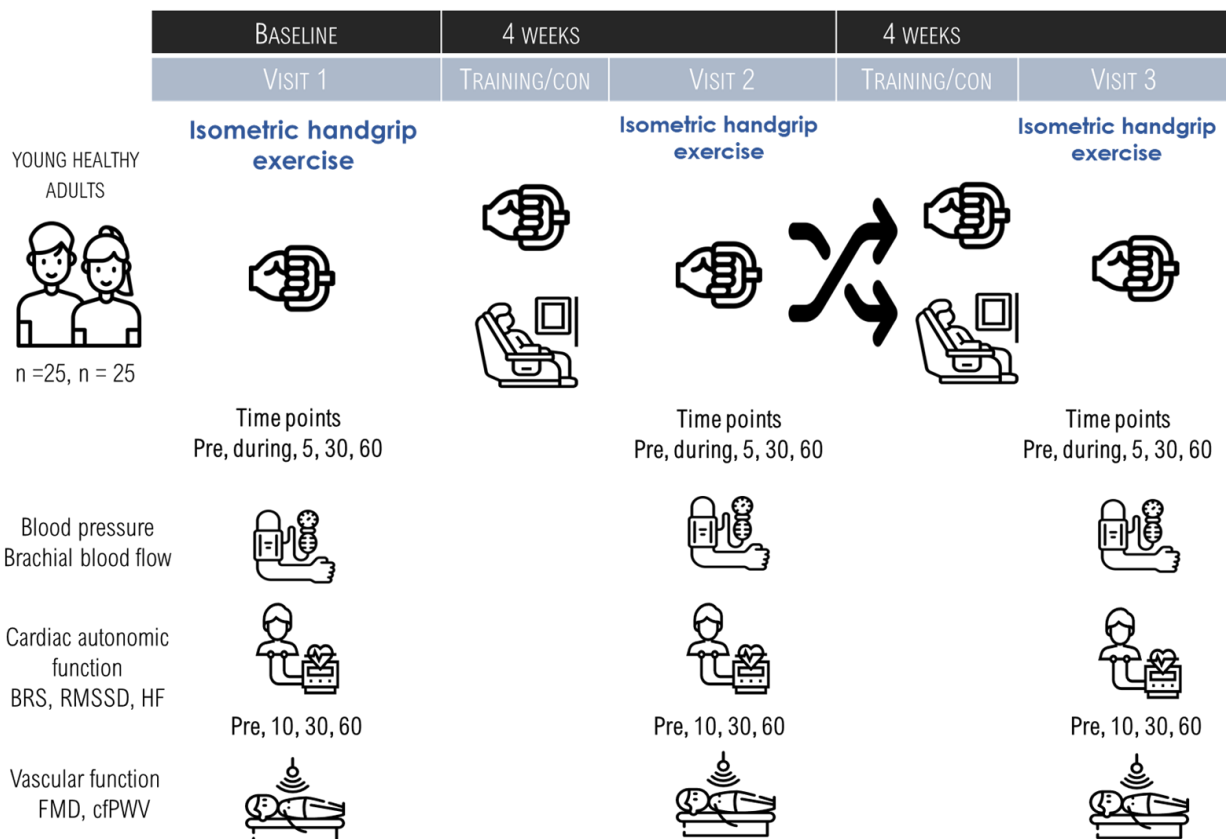 BASELINE 4 WEEKS 4 WEEKS
VISIT 1 TRAINING/CON VISIT 2 TRAINING/CON VISIT 3
Isometric handgrip
exercise
Isometric handgrip
exercise
Isometric handgrip
exercise
YOUNG HEALTHY
ADULTS
n =25, n = 25
Time points
Pre, during, 5, 30, 60
Time points
Pre, during, 5, 30, 60
Time points
Pre, during, 5, 30, 60
Blood pressure
Brachial blood flow
Cardiac autonomic
function
BRS, RMSSD, HF
Pre, 10, 30, 60
Pre, 10, 30, 60
Pre, 10, 30, 60
Vascular function
FMD, cfPWV